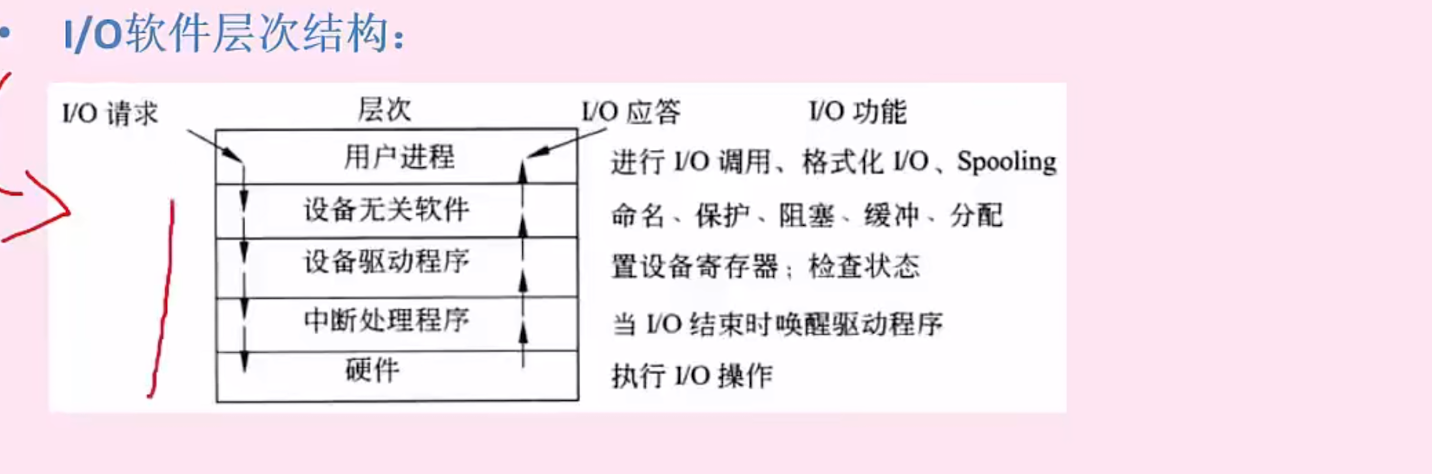 • I/O软件层次结构：
I/O 请求 层次 I/O 应答 I/O 功能
用户进程 进行 I/O 调用、格式化 I/O、Spooling
设备无关软件 命名、保护、阻塞、缓冲、分配
设备驱动程序 置设备寄存器；检查状态
中断处理程序 当 I/O 结束时唤醒驱动程序
硬件 执行 I/O 操作